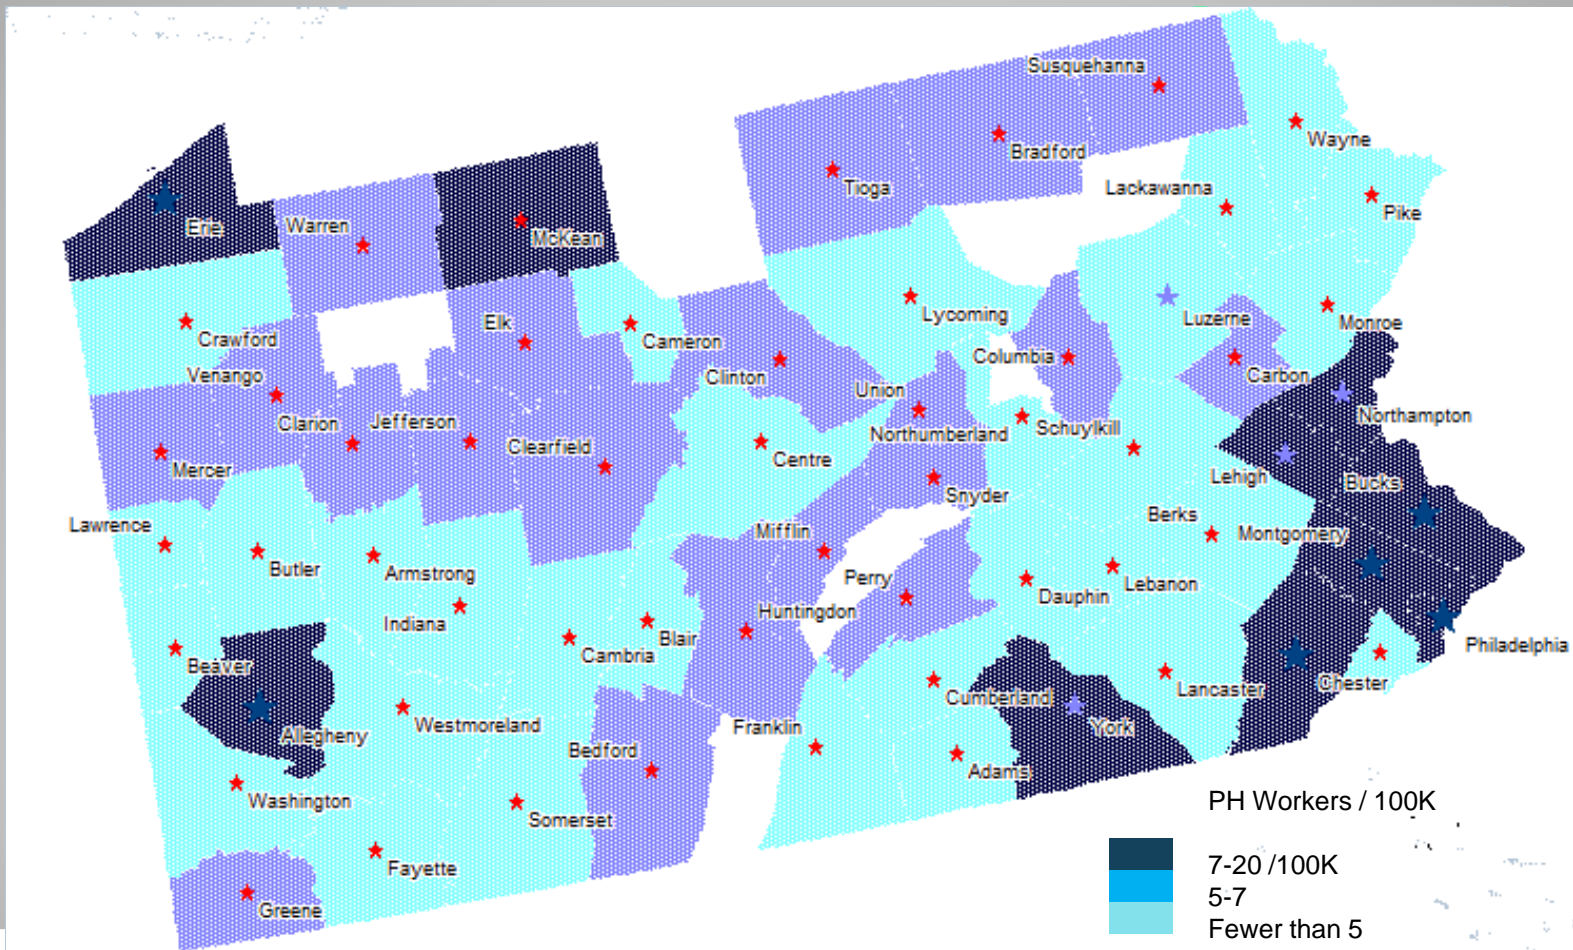 Susquehanna
Wayne
Bradford
Tioga
Lackawanna
Pike
Erie
Warren
McKean
Lycoming
Luzerne
Monroe
Crawford
Elk
Cameron
Columbia
Clinton
Carbon
Venango
Union
Northampton
Clarion
Jefferson
Schuylkill
Northumberland
Clearfield
Centre
Mercer
Lehigh
Bucks
Snyder
Lawrence
Berks
Mifflin
Montgomery
Butler
Armstrong
Perry
Lebanon
Dauphin
Huntingdon
Indiana
Blair
Philadelphia
Cambria
Beaver
Chester
Lancaster
Cumberland
Westmoreland
Franklin
York
Allegheny
Bedford
Adams
Washington
Somerset
Fayette
Greene
PH Workers / 100K
7-20 /100K
5-7
Fewer than 5